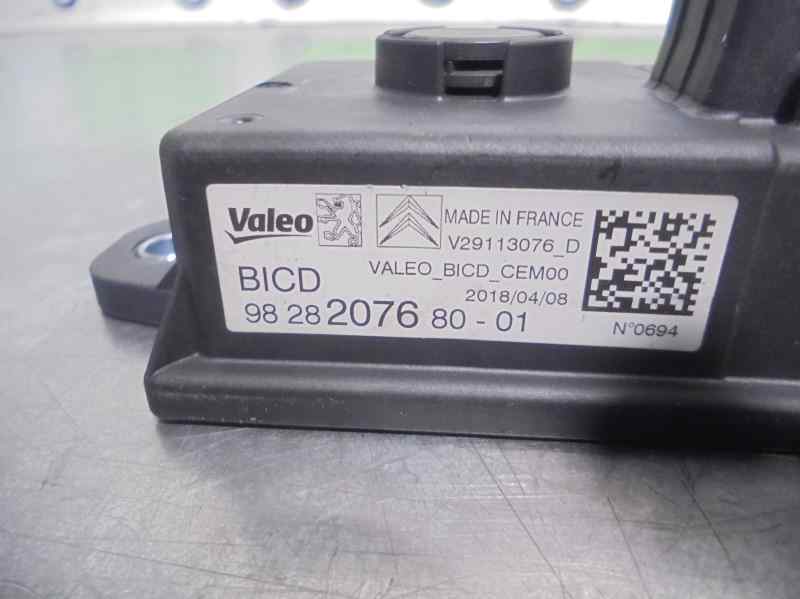 Valeo
MADE IN FRANCE
V29113076_D
VALEO_BICD_CEM00
2018/04/08
BICD
98 28 2076 80-01
N°0694